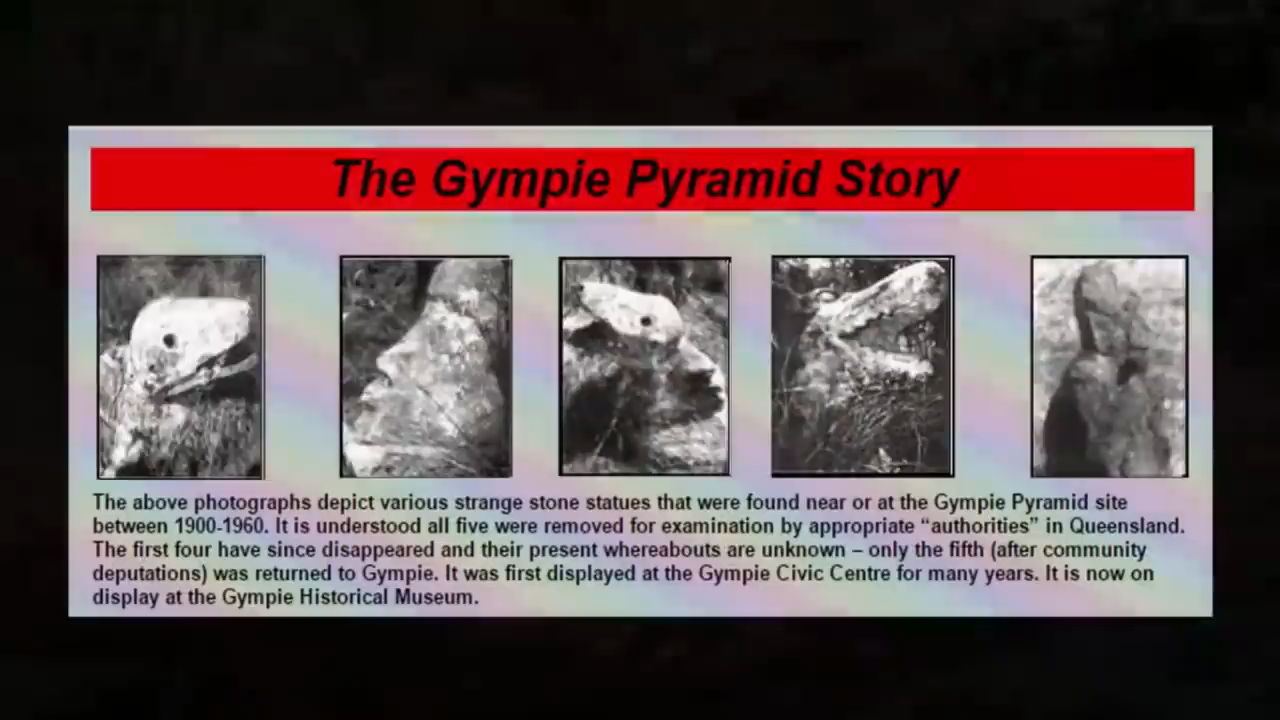 The Gympie Pyramid Story
The above photographs depict various strange stone statues that were found near or at the Gympie Pyramid site
between 1900-1960. It is understood all five were removed for examination by appropriate “authorities” in Queensland.
The first four have since disappeared and their present whereabouts are unknown – only the fifth (after community
deputations) was returned to Gympie. It was first displayed at the Gympie Civic Centre for many years. It is now on
display at the Gympie Historical Museum.